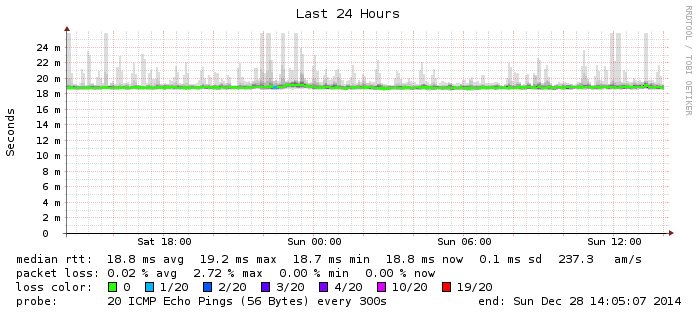 Last 24 Hours
RRDTOOL / TOBI OETIKER
Seconds
24 m
22 m
20 m
18 m
16 m
14 m
12 m
10 m
8 m
6 m
4 m
2 m
0
Sat 18:00 Sun 00:00 Sun 06:00 Sun 12:00
median rtt: 18.8 ms avg 19.2 ms max 18.7 ms min 18.8 ms now 0.1 ms sd 237.3 am/s
packet loss: 0.02 % avg 2.72 % max 0.00 % min 0.00 % now
loss color: 0 1/20 2/20 3/20 4/20 10/20 19/20
probe: 20 ICMP Echo Pings (56 Bytes) every 300s end: Sun Dec 28 14:05:07 2014